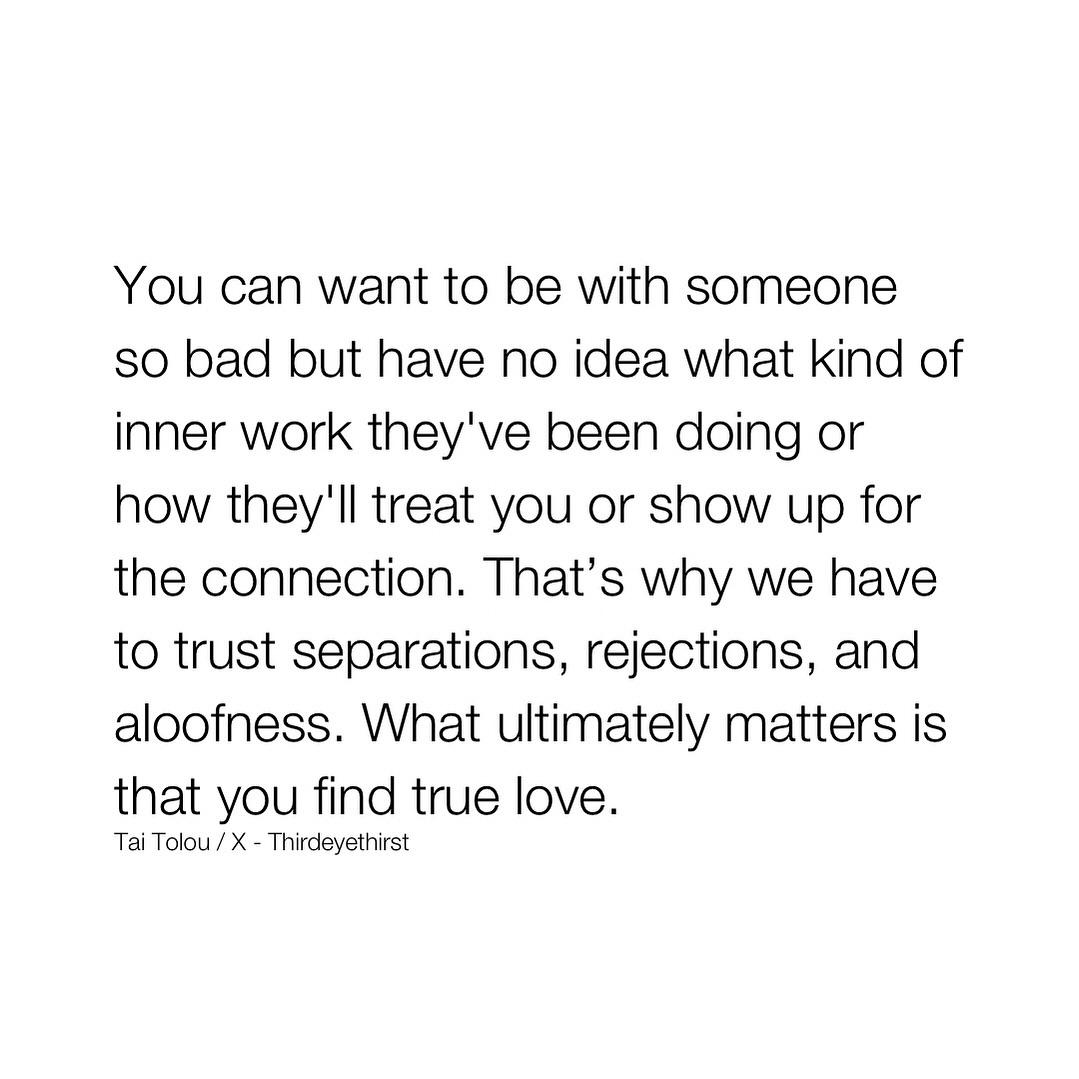 You can want to be with someone
so bad but have no idea what kind of
inner work they've been doing or
how they'll treat you or show up for
the connection. That’s why we have
to trust separations, rejections, and
aloofness. What ultimately matters is
that you find true love.
Tai Tolou / X - Thirdeyethirst